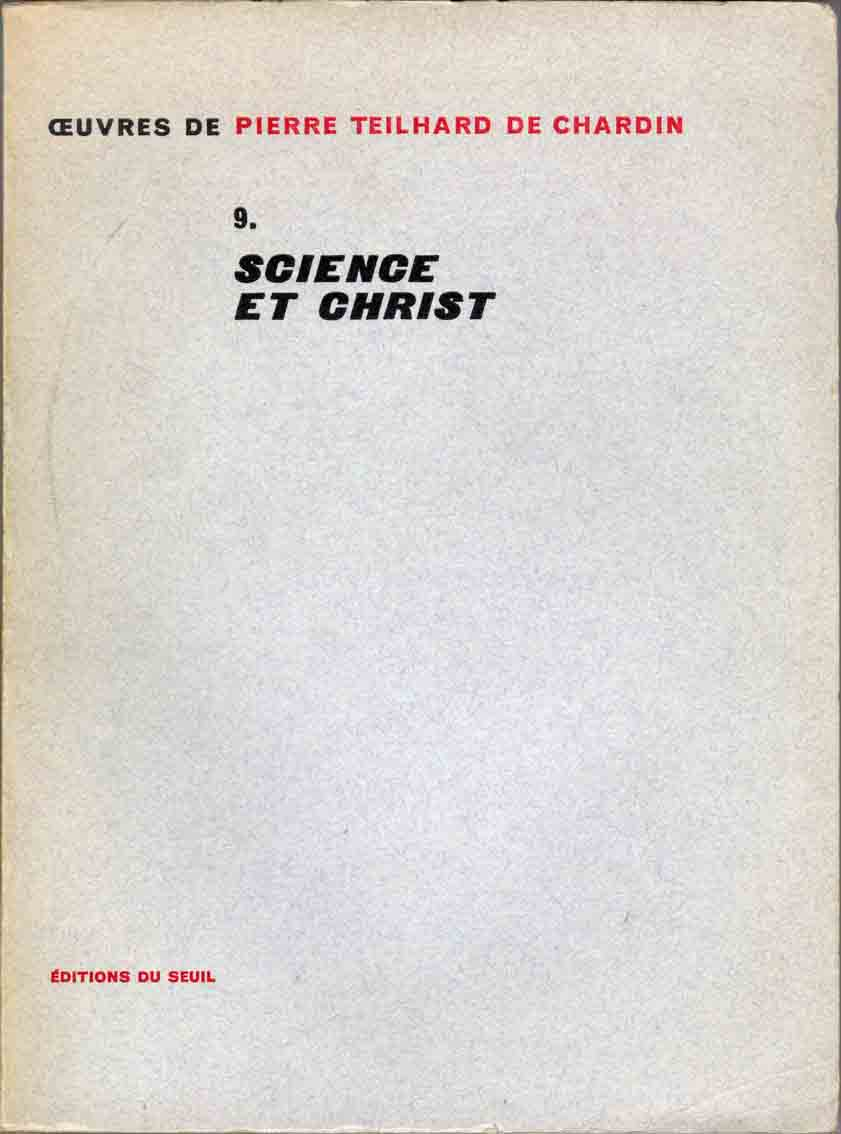 ŒUVRES DE PIERRE TEILHARD DE CHARDIN
9.
SCIENCE
ET CHRIST
ÉDITIONS DU SEUIL